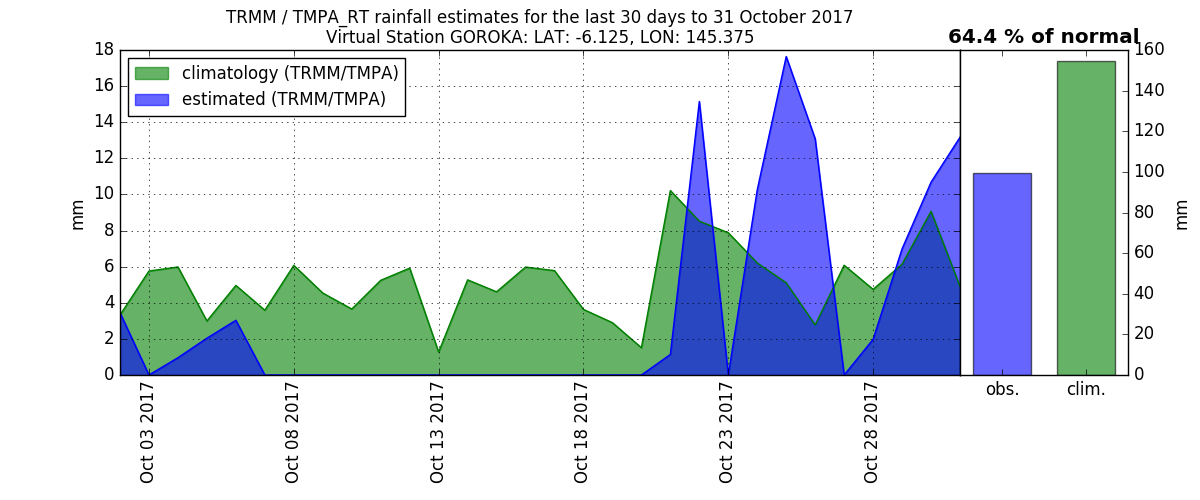 TRMM / TMPA_RT rainfall estimates for the last 30 days to 31 October 2017
Virtual Station GOROKA: LAT: -6.125, LON: 145.375
64.4 % of normal
climatology (TRMM/TMPA)
estimated (TRMM/TMPA)
mm
18
16
14
12
10
8
6
4
2
0
Oct 03 2017
Oct 08 2017
Oct 13 2017
Oct 18 2017
Oct 23 2017
Oct 28 2017
obs.
clim.
160
140
120
100
80
60
40
20
0
mm